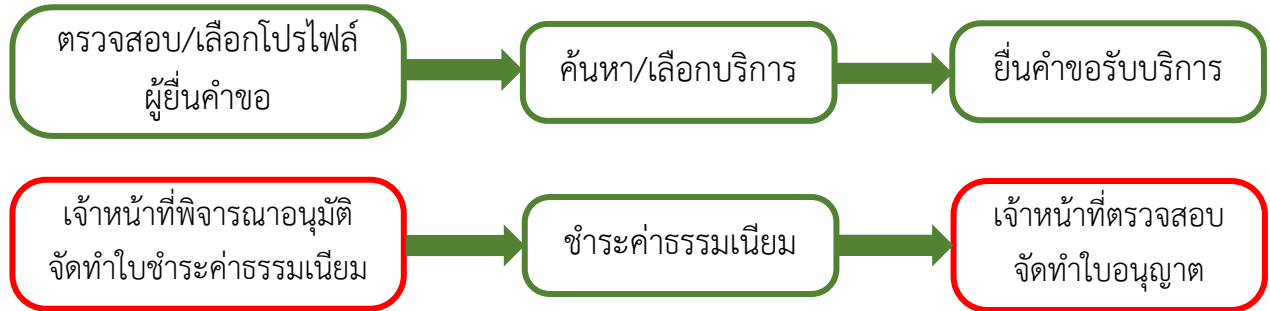 ตรวจสอบ/เลือกโปรไฟล์
ผู้ยื่นคำขอ
ค้นหา/เลือกบริการ
ยื่นคำขอรับบริการ
เจ้าหน้าที่พิจารณาอนุมัติ
จัดทำใบชำระค่าธรรมเนียม
ชำระค่าธรรมเนียม
เจ้าหน้าที่ตรวจสอบ
จัดทำใบอนุญาต